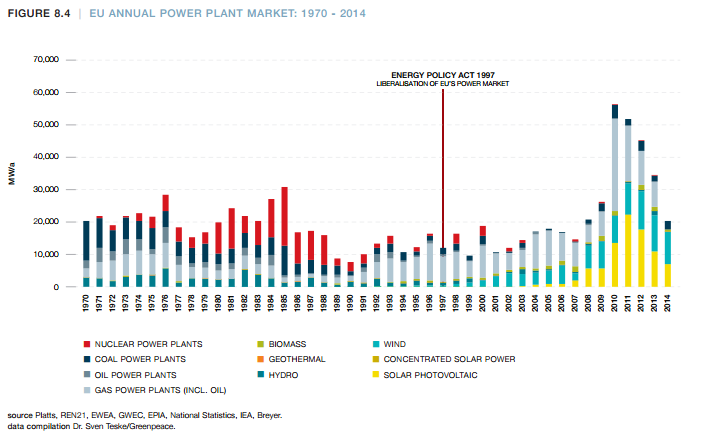 FIGURE 8.4 | EU ANNUAL POWER PLANT MARKET: 1970 - 2014
70,000
60,000
50,000
40,000
30,000
20,000
10,000
0
MW/a
ENERGY POLICY ACT 1997
LIBERALISATION OF EU'S POWER MARKET
1970 1971 1972 1973 1974 1975 1976 1977 1978 1979 1980 1981 1982 1983 1984 1985 1986 1987 1988 1989 1990 1991 1992 1993 1994 1995 1996 1997 1998 1999 2000 2001 2002 2003 2004 2005 2006 2007 2008 2009 2010 2011 2012 2013 2014
NUCLEAR POWER PLANTS
COAL POWER PLANTS
OIL POWER PLANTS
GAS POWER PLANTS (INCL. OIL)
BIOMASS
GEOTHERMAL
HYDRO
WIND
CONCENTRATED SOLAR POWER
SOLAR PHOTOVOLTAIC
source Platts, REN21, EWEA, GWEC, EPIA, National Statistics, IEA, Breyer.
data compilation Dr. Sven Teske/Greenpeace.